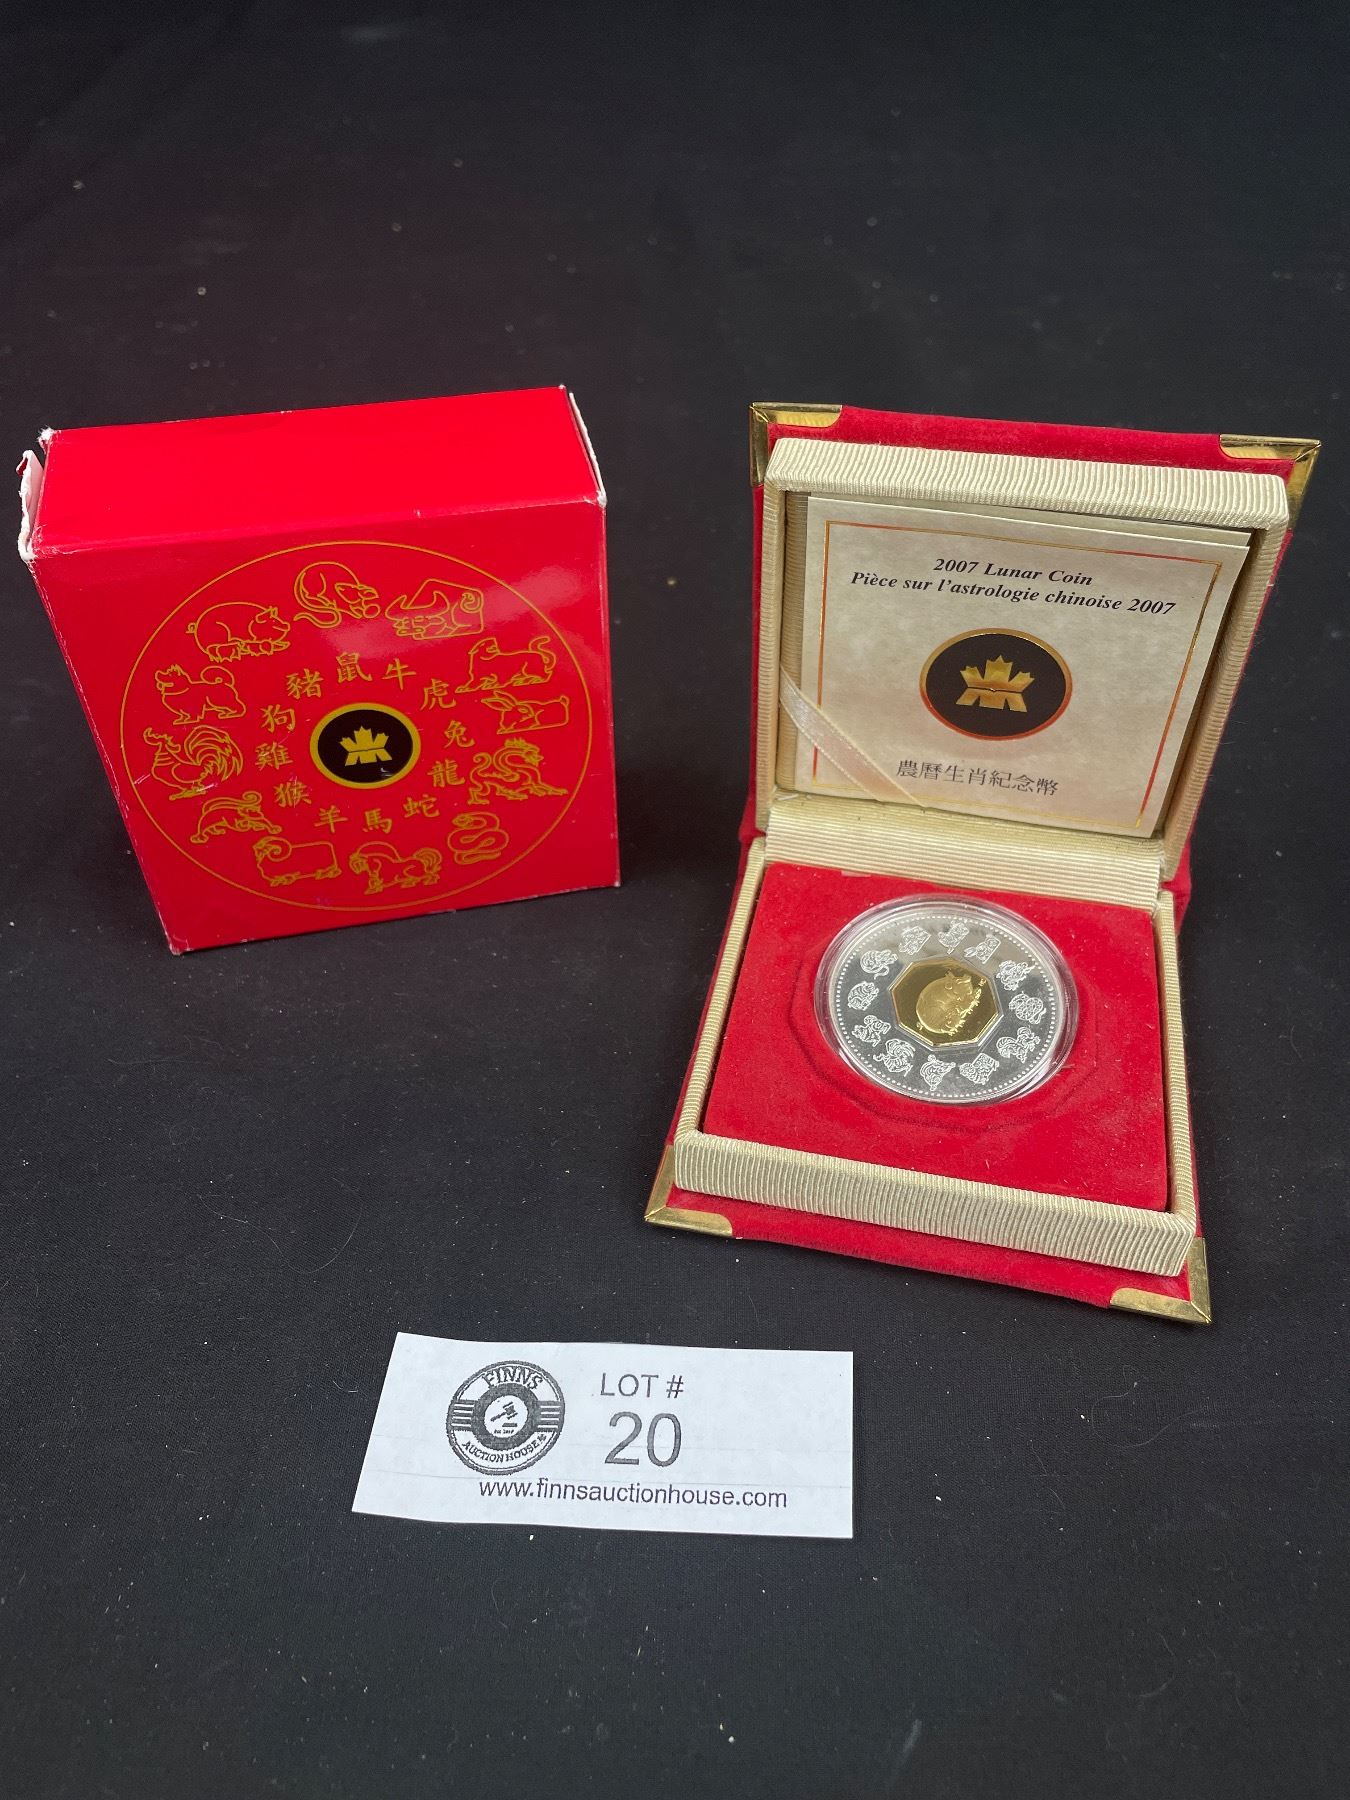 鼠
牛
虎
兔
龍
蛇
馬
羊
猴
雞
狗
豬
2007 Lunar Coin
Pièce sur l'astrologie chinoise 2007
農曆生肖紀念幣
FINNS
AUCTION HOUSE
LOT #
20
www.finnsauctionhouse.com